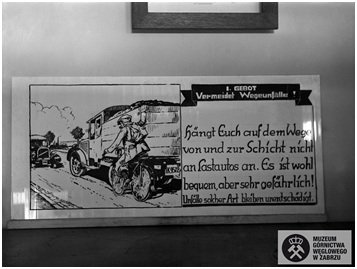 1. GEBOT
Vermeidet Wegeunfälle!
Hängt Euch auf dem Wege
von und zur Schicht nicht
an Lastautos an. Es ist wohl
bequem, aber sehr gefährlich!
Unfälle solcher Art bleiben unentschädigt.
MUZEUM
GÓRNICTWA
WĘGLOWEGO
W ZABRZU